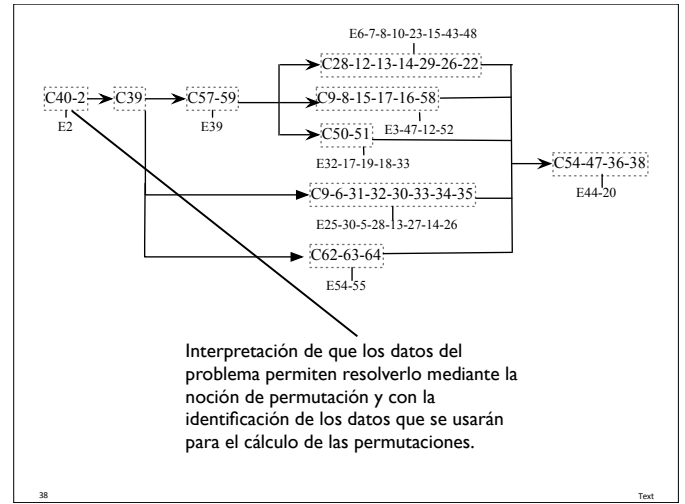 E6-7-8-10-23-15-43-48
C28-12-13-14-29-26-22
C40-2
C39
C57-59
C9-8-15-17-16-58
E2
E39
E3-47-12-52
C50-51
E32-17-19-18-33
C54-47-36-38
E44-20
C9-6-31-32-30-33-34-35
E25-30-5-28-13-27-14-26
C62-63-64
E54-55
Interpretación de que los datos del
problema permiten resolverlo mediante la
noción de permutación y con la
identificación de los datos que se usarán
para el cálculo de las permutaciones.
38
Text